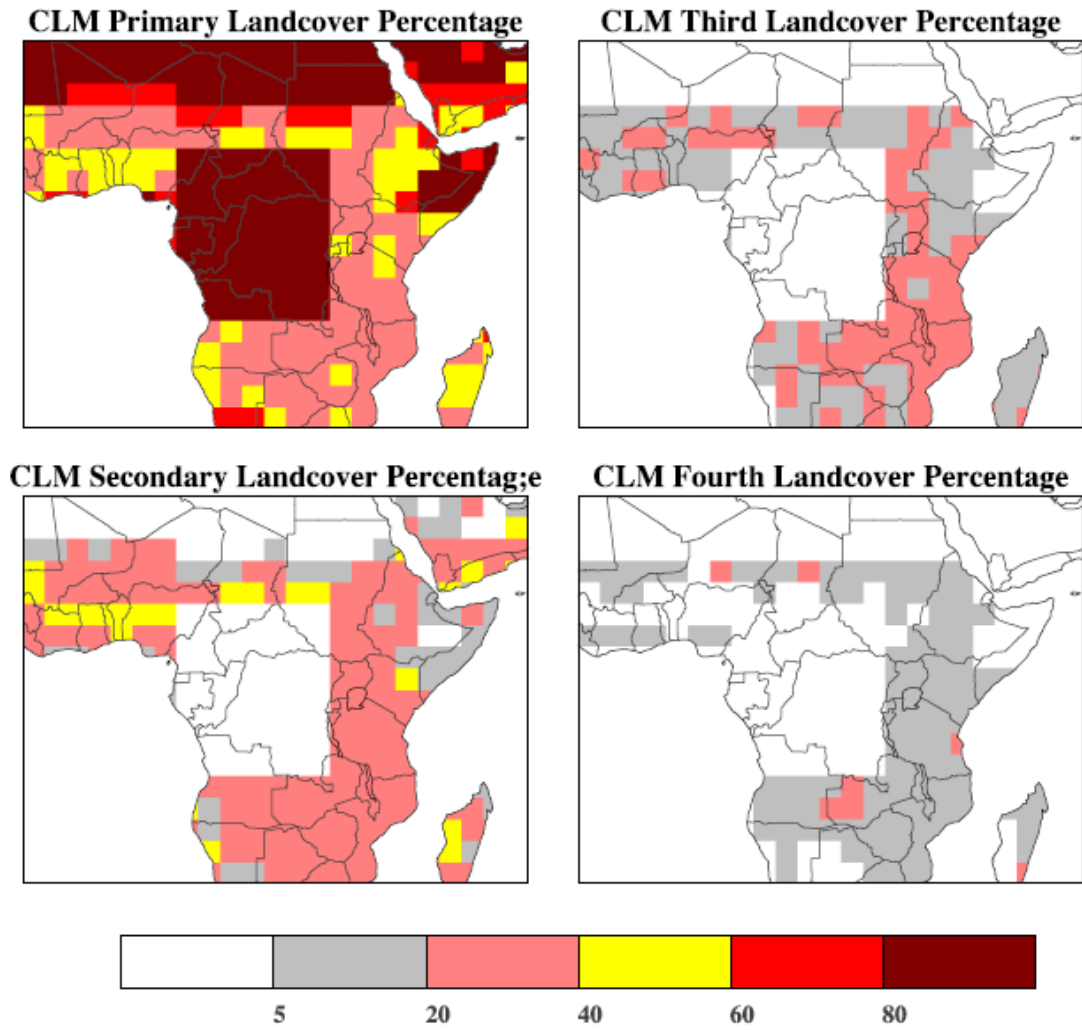 CLM Primary Landcover Percentage
CLM Third Landcover Percentage
CLM Secondary Landcover Percentag;e
CLM Fourth Landcover Percentage
5 20 40 60 80